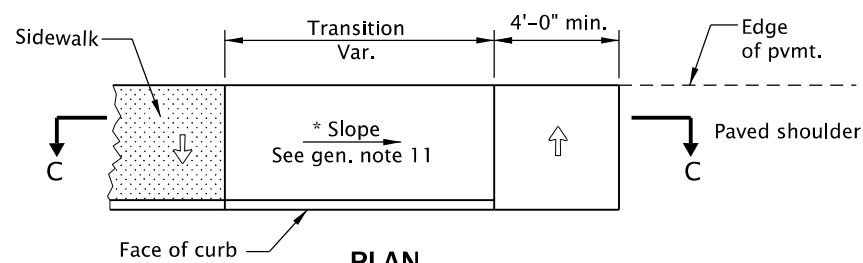 Sidewalk
Transition
Var.
4'-0" min.
Edge
of pvmt.
* Slope
See gen. note 11
Paved shoulder
C
C
Face of curb
PLAN